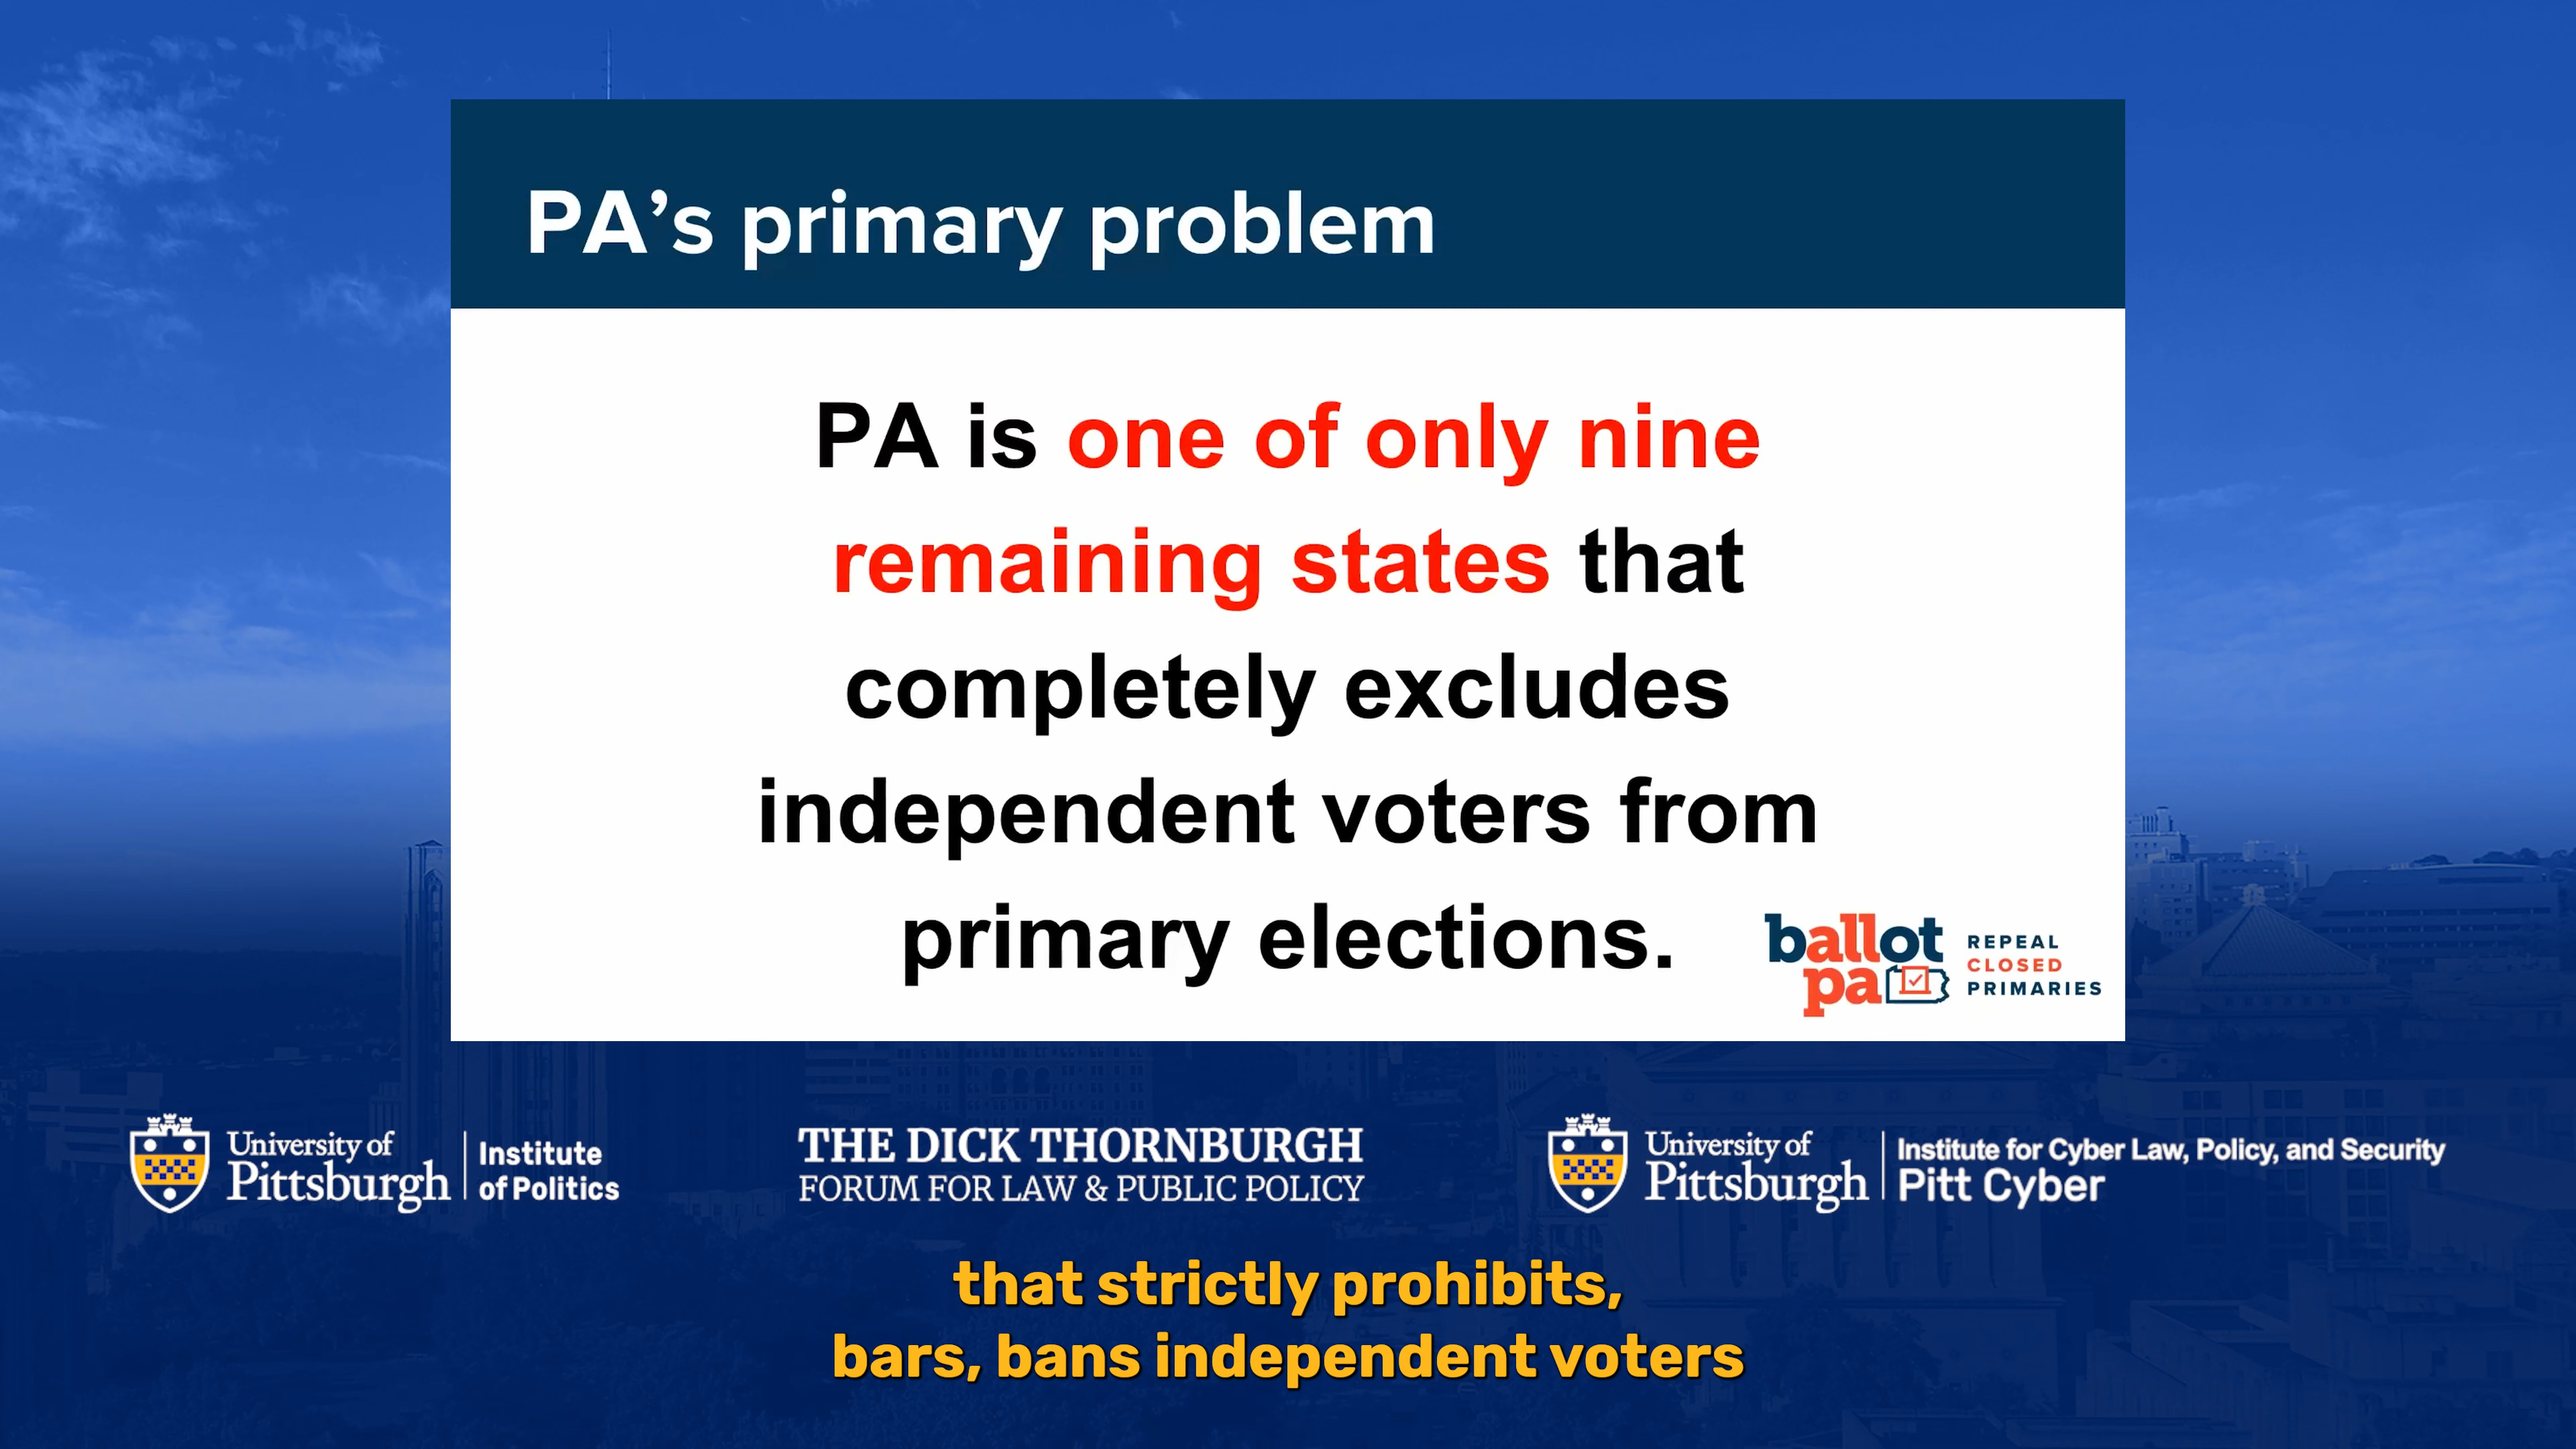 PA's primary problem
PA is one of only nine
remaining states that
completely excludes
independent voters from
primary elections.
ballot
pa
REPEAL
CLOSED
PRIMARIES
University of
Pittsburgh
Institute
of Politics
THE DICK THORNBURGH
FORUM FOR LAW & PUBLIC POLICY
University of
Pittsburgh
Institute for Cyber Law, Policy, and Security
Pitt Cyber
that strictly prohibits,
bars, bans independent voters